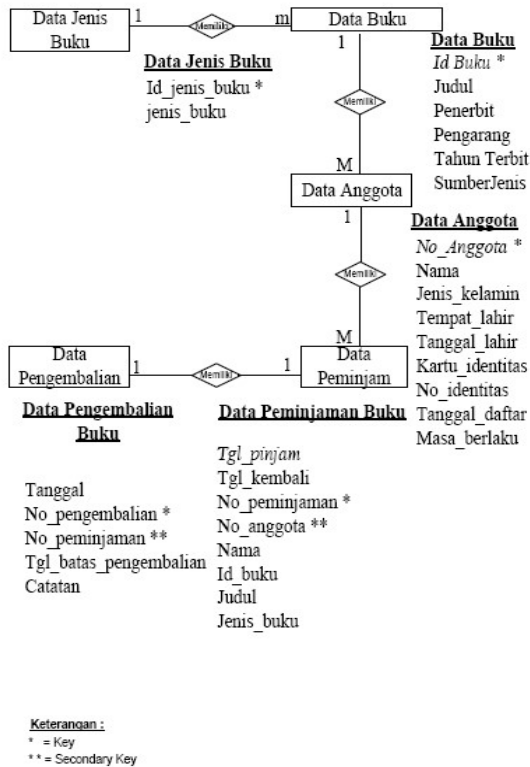 Data Jenis
Buku
1
Memiliki
m
Data Buku
1
Data Jenis Buku
Id_jenis_buku *
jenis_buku
Data Buku
Id Buku *
Judul
Penerbit
Pengarang
Tahun Terbit
SumberJenis
Memiliki
M
Data Anggota
1
Data Anggota
No_Anggota *
Nama
Jenis_kelamin
Tempat_lahir
Tanggal_lahir
Kartu_identitas
No_identitas
Tanggal_daftar
Masa_berlaku
Memiliki
M
Data
Pengembalian
1
Memiliki
1
Data
Peminjam
Data Pengembalian
Buku
Tanggal
No_pengembalian *
No_peminjaman **
Tgl_batas_pengembalian
Catatan
Data Peminjaman Buku
Tgl_pinjam
Tgl_kembali
No_peminjaman *
No_anggota **
Nama
Id_buku
Judul
Jenis_buku
Keterangan :
* = Key
* * = Secondary Key